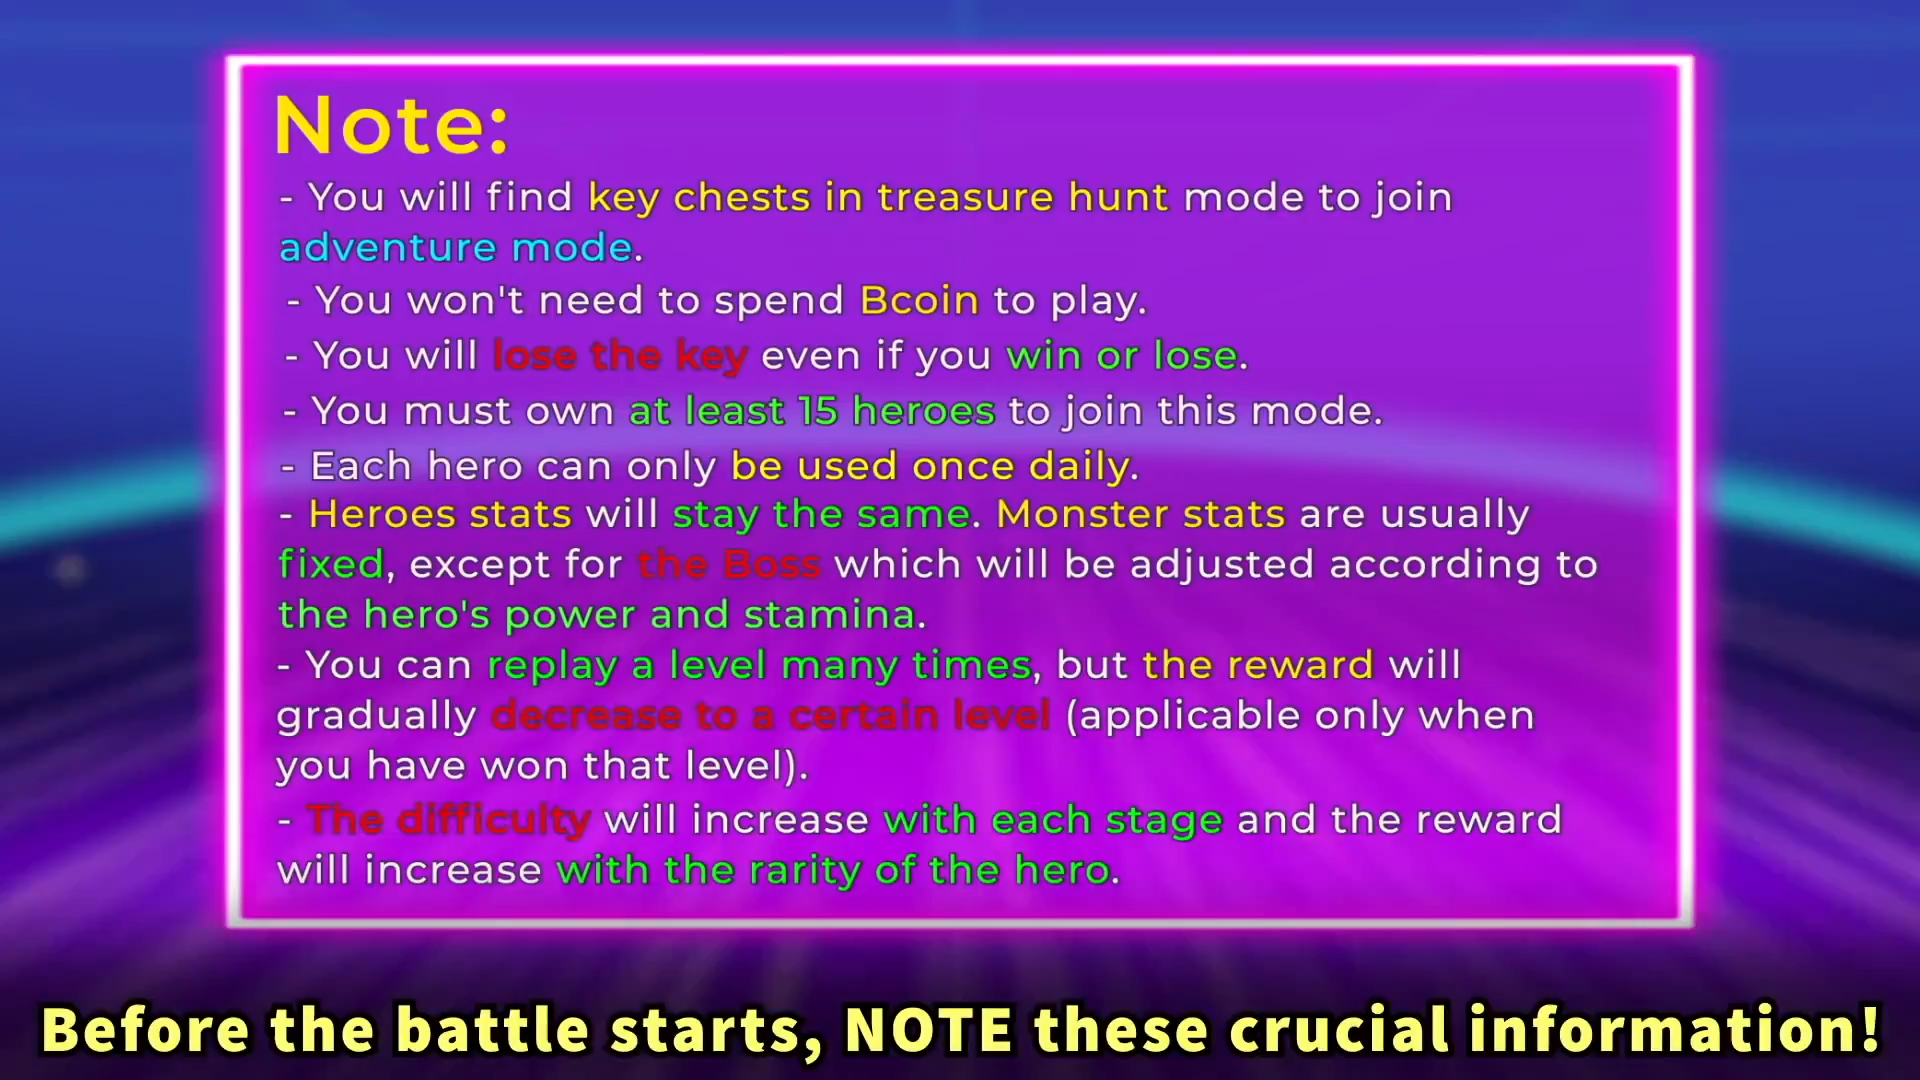 Note:
- You will find key chests in treasure hunt mode to join
adventure mode.
- You won't need to spend Bcoin to play.
- You will lose the key even if you win or lose.
- You must own at least 15 heroes to join this mode.
- Each hero can only be used once daily.
- Heroes stats will stay the same. Monster stats are usually
fixed, except for the Boss which will be adjusted according to
the hero's power and stamina.
- You can replay a level many times, but the reward will
gradually decrease to a certain level (applicable only when
you have won that level).
- The difficulty will increase with each stage and the reward
will increase with the rarity of the hero.
Before the battle starts, NOTE these crucial information!